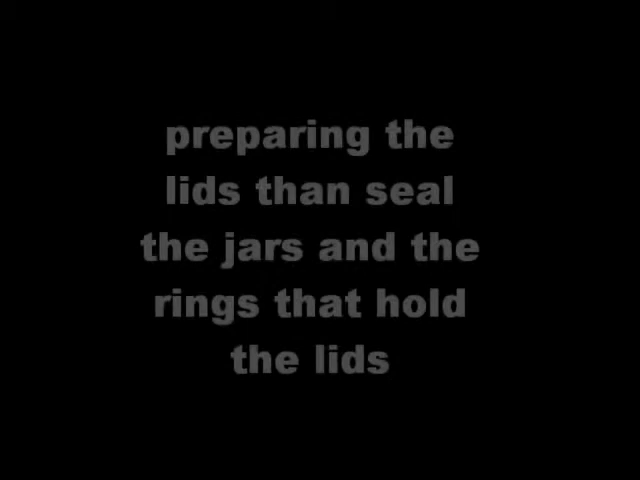 preparing the
lids than seal
the jars and the
rings that hold
the lids